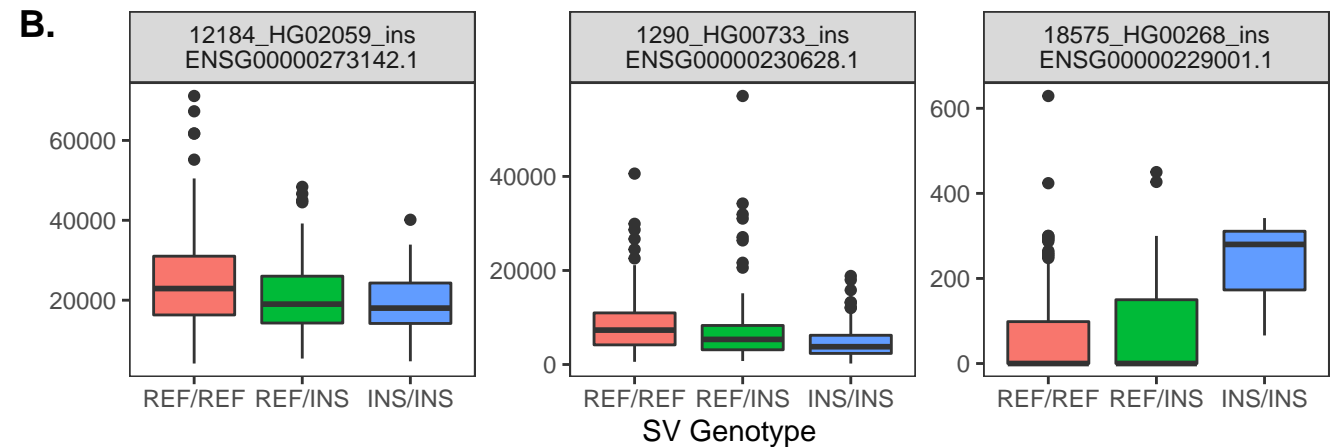 B.
12184_HG02059_ins
ENSG00000273142.1
60000
40000
20000
REF/REF REF/INS INS/INS
1290_HG00733_ins
ENSG00000230628.1
40000
20000
0
REF/REF REF/INS INS/INS
18575_HG00268_ins
ENSG00000229001.1
600
400
200
0
REF/REF REF/INS INS/INS
SV Genotype